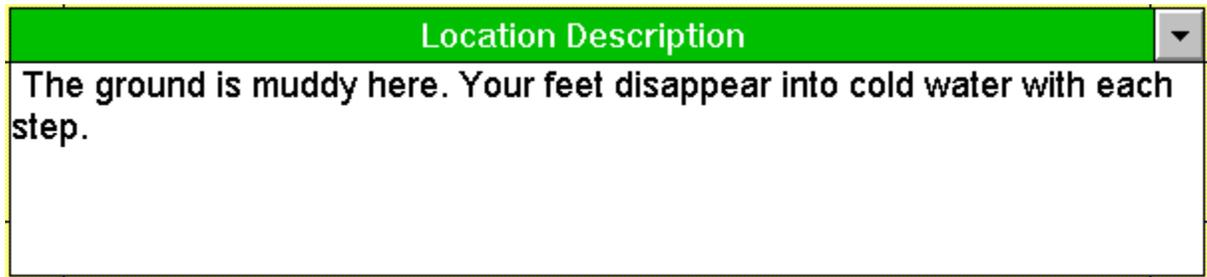 Location Description
The ground is muddy here. Your feet disappear into cold water with each
step.